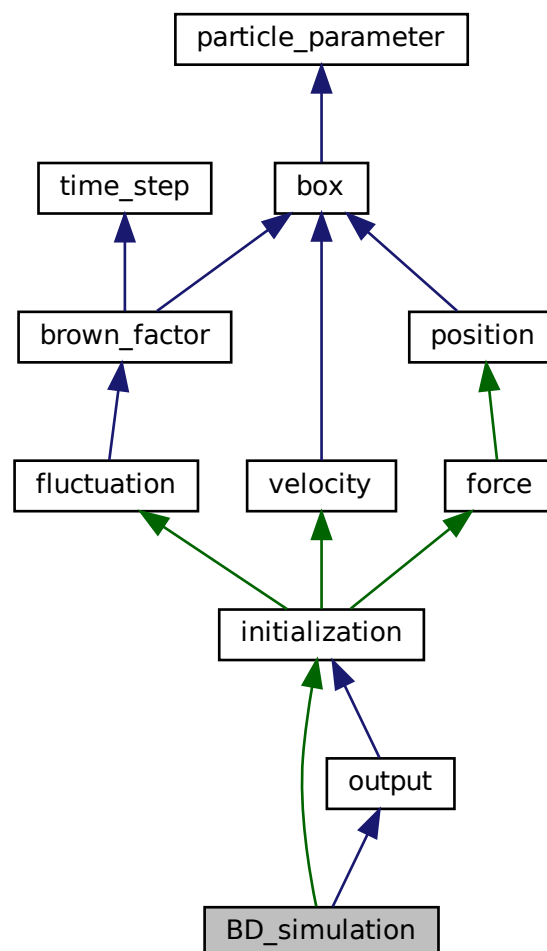 particle_parameter
time_step
box
brown_factor
position
fluctuation
velocity
force
initialization
output
BD_simulation